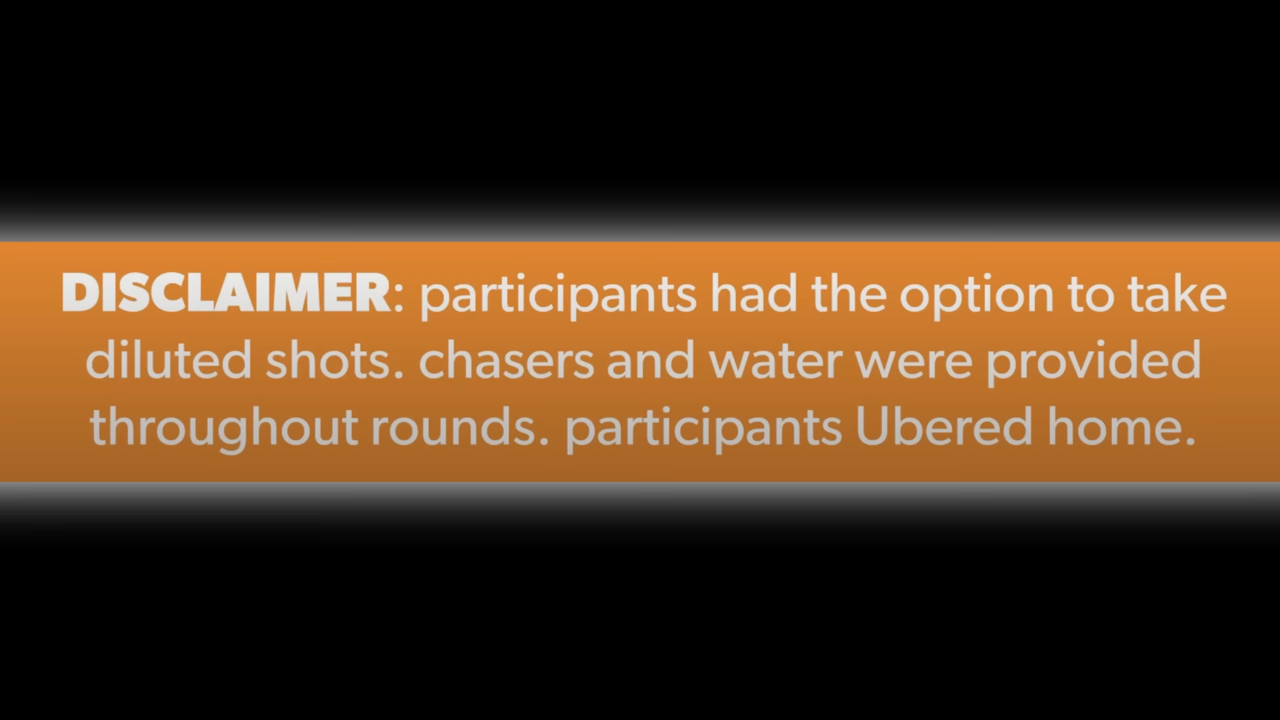 DISCLAIMER: participants had the option to take
diluted shots. chasers and water were provided
throughout rounds. participants Ubered home.